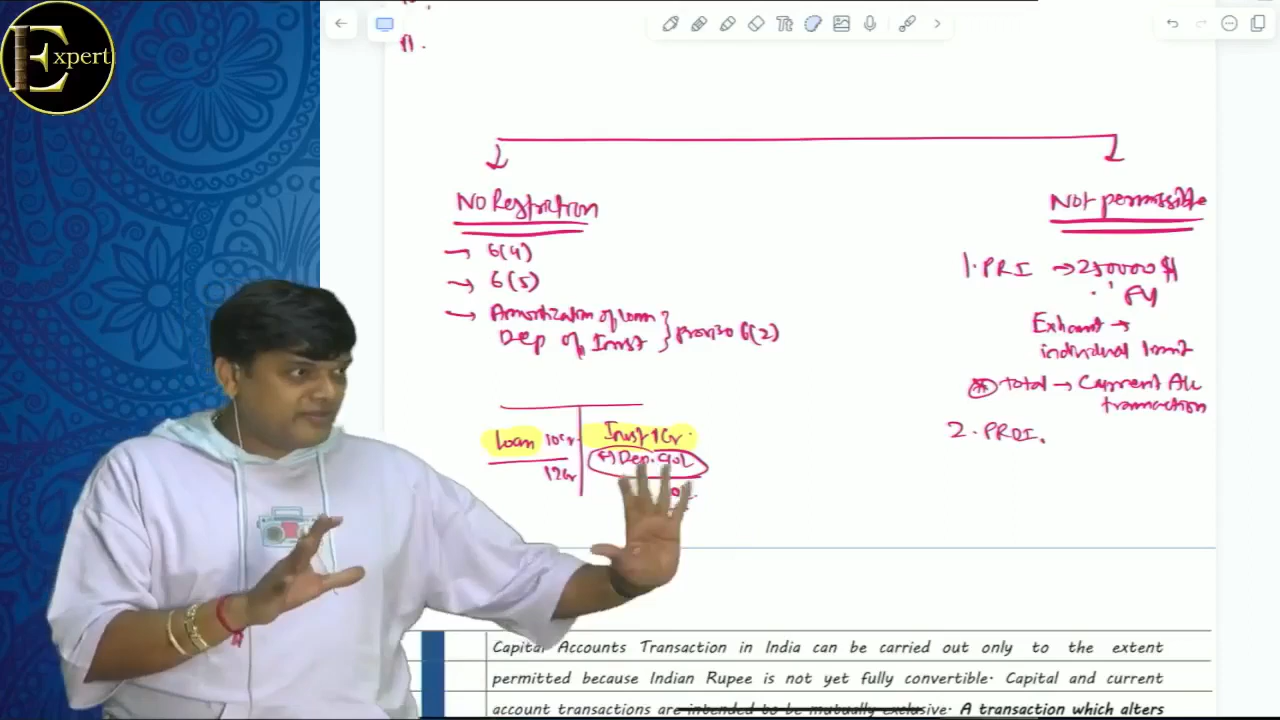 Expert
11.
No Restriction
→ 6(4)
→ 6(5)
→ Amortization of loan
Dep of Invst } proviso 6(2)
loan 10cr
12cr
Invst 1cr.
(-) Dep. 90L
Not permissible
1. PRI → 250000 $
FY
Exhaust →
individual limit
* total → Current A/c
transaction
2. PROI.
Capital Accounts Transaction in India can be carried out only to the extent
permitted because Indian Rupee is not yet fully convertible. Capital and current
account transactions are intended to be mutually exclusive. A transaction which alters